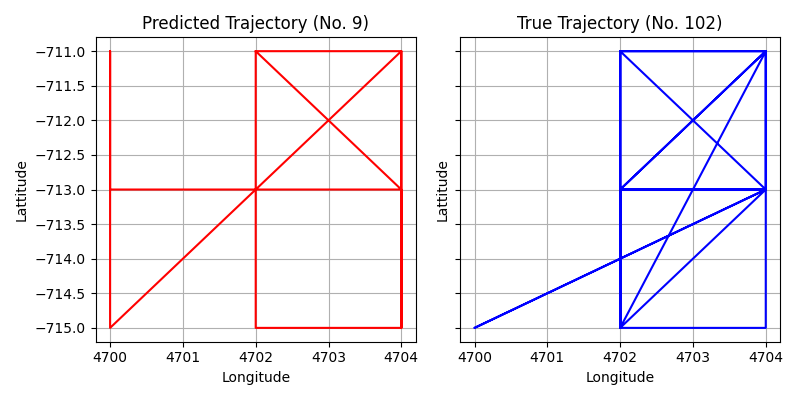 Predicted Trajectory (No. 9)
True Trajectory (No. 102)
Lattitude
−711.0
−711.5
−712.0
−712.5
−713.0
−713.5
−714.0
−714.5
−715.0
4700 4701 4702 4703 4704
Longitude
Lattitude
4700 4701 4702 4703 4704
Longitude